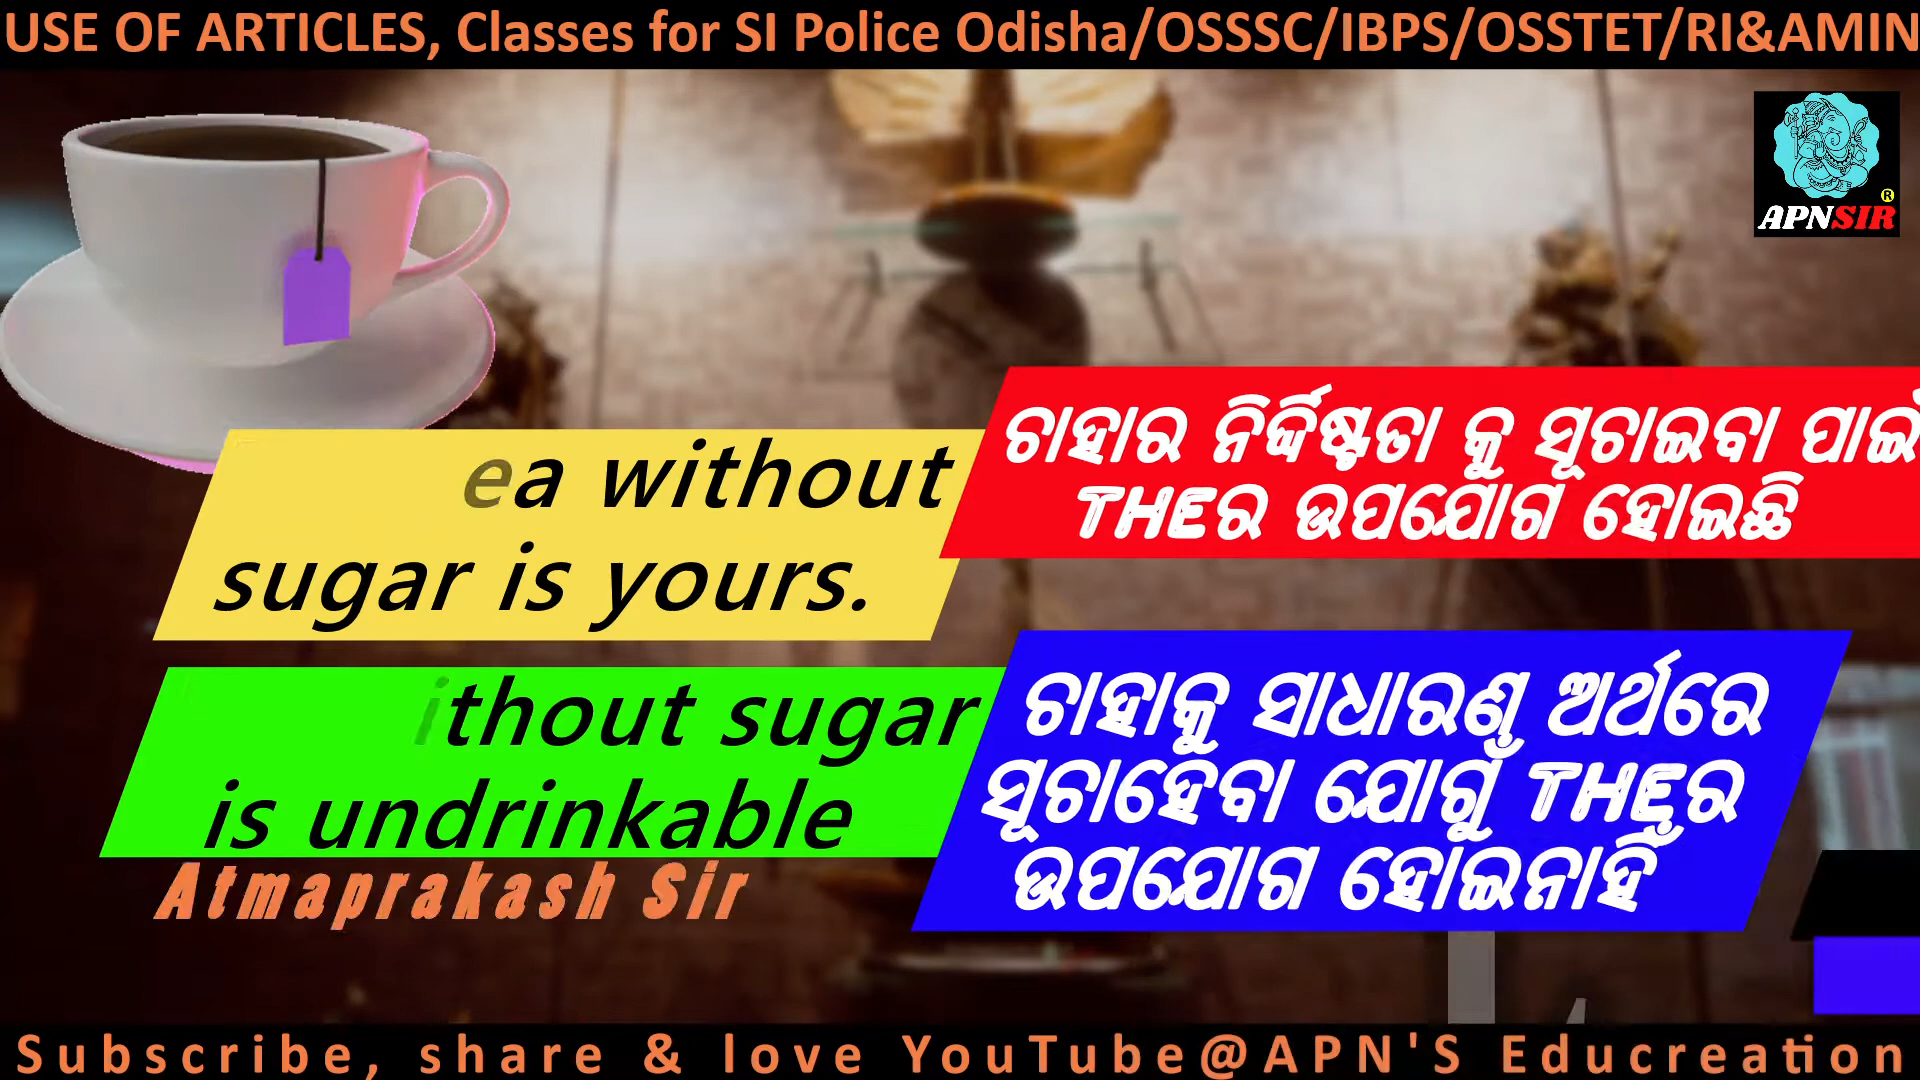 USE OF ARTICLES, Classes for SI Police Odisha/OSSSC/IBPS/OSSTET/RI&AMIN
®
APNSIR
ea without
sugar is yours.
ଚାହାର ନିର୍ଦ୍ଦିଷ୍ଟତା କୁ ସୂଚାଇବା ପାଇଁ
THEର ଉପଯୋଗ ହୋଇଛି
ithout sugar
is undrinkable
ଚାହାକୁ ସାଧାରଣ ଅର୍ଥରେ
ସୂଚାହେବା ଯୋଗୁଁ THEର
ଉପଯୋଗ ହୋଇନାହିଁ
Atmaprakash Sir
Subscribe, share & love YouTube@APN'S Educreation